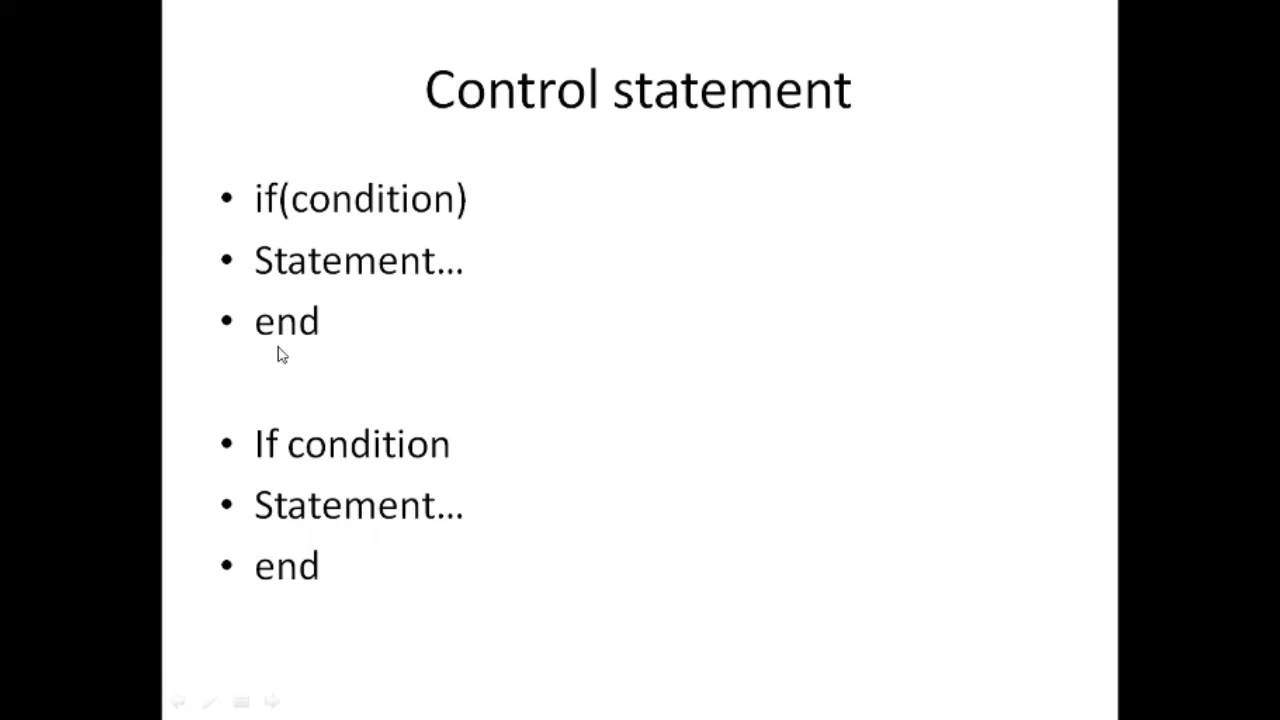 Control statement
• if(condition)
• Statement...
• end
• If condition
• Statement...
• end